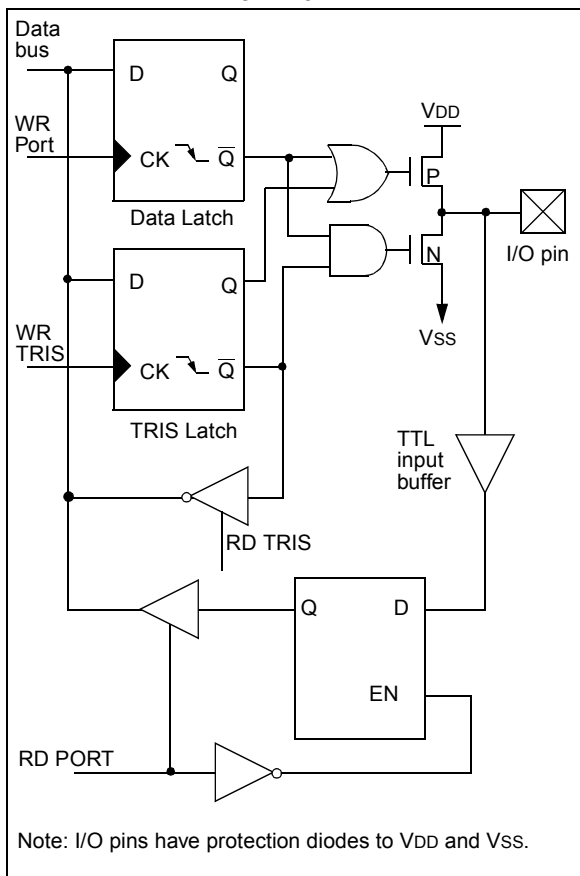 Data
bus
D
Q
VDD
WR
Port
CK
Q̅
P
Data Latch
N
I/O pin
D
Q
VSS
WR
TRIS
CK
Q̅
TRIS Latch
TTL
input
buffer
RD TRIS
Q
D
EN
RD PORT
Note: I/O pins have protection diodes to VDD and VSS.